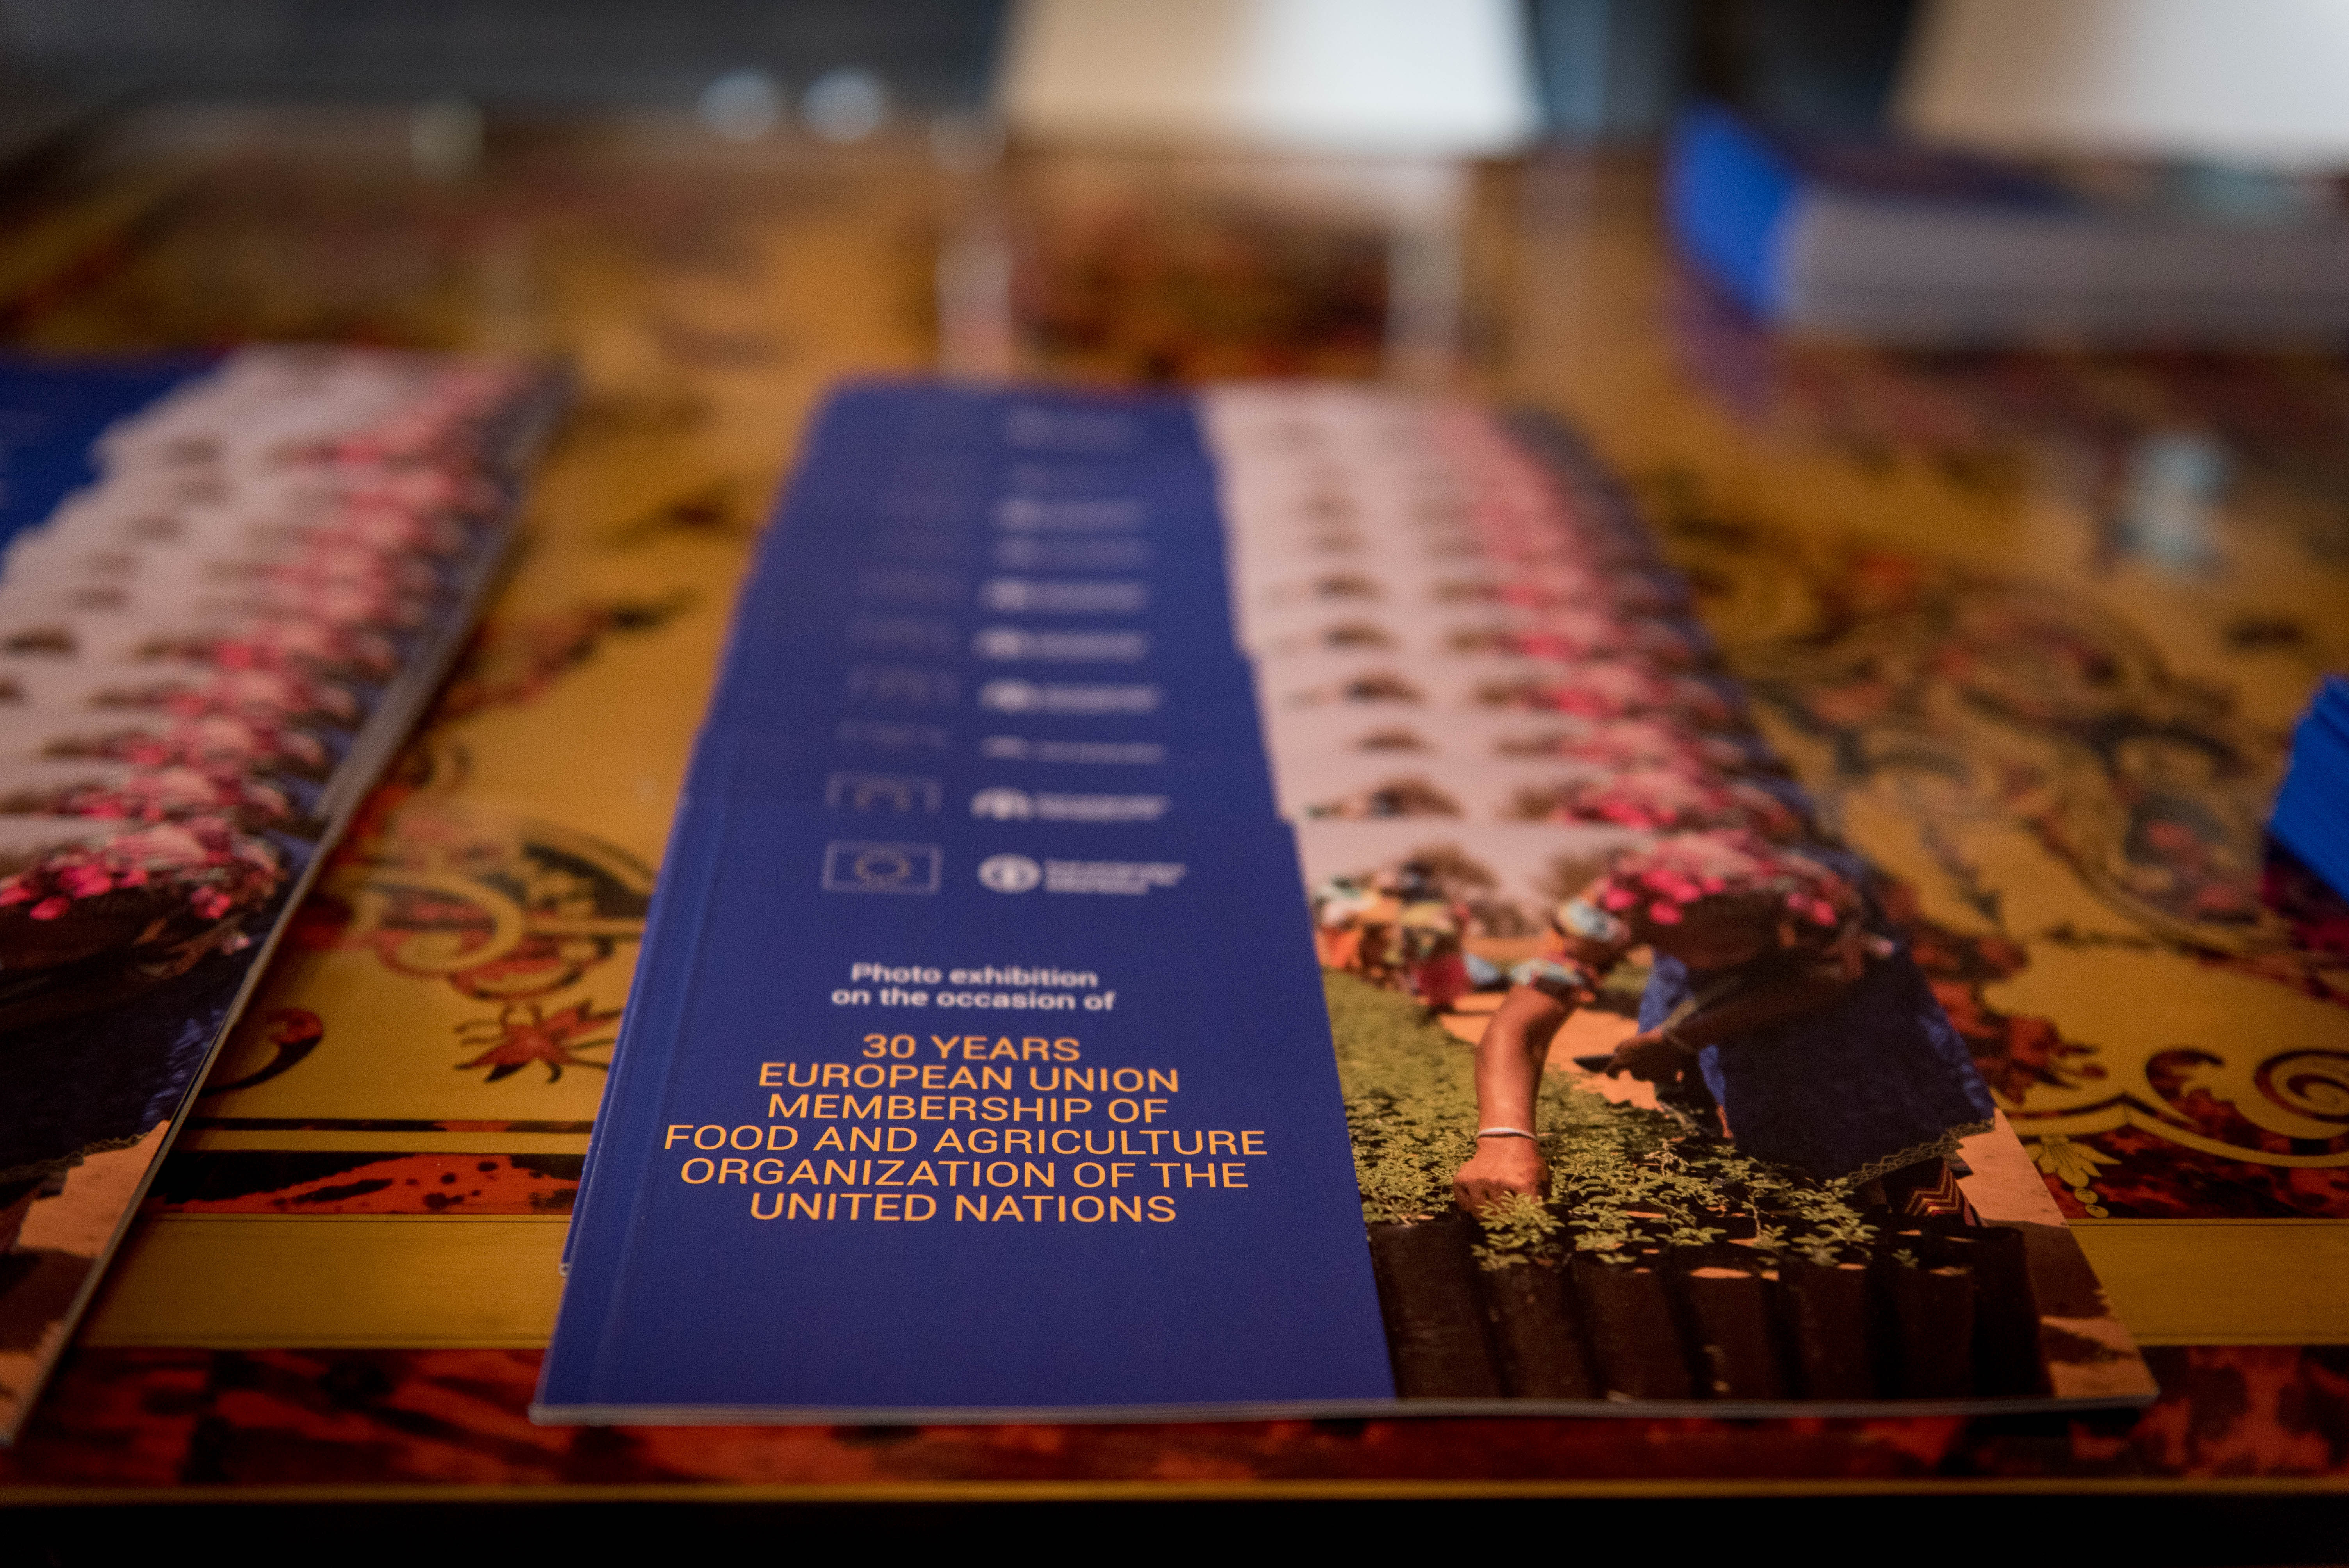 Photo exhibition
on the occasion of
30 YEARS
EUROPEAN UNION
MEMBERSHIP OF
FOOD AND AGRICULTURE
ORGANIZATION OF THE
UNITED NATIONS